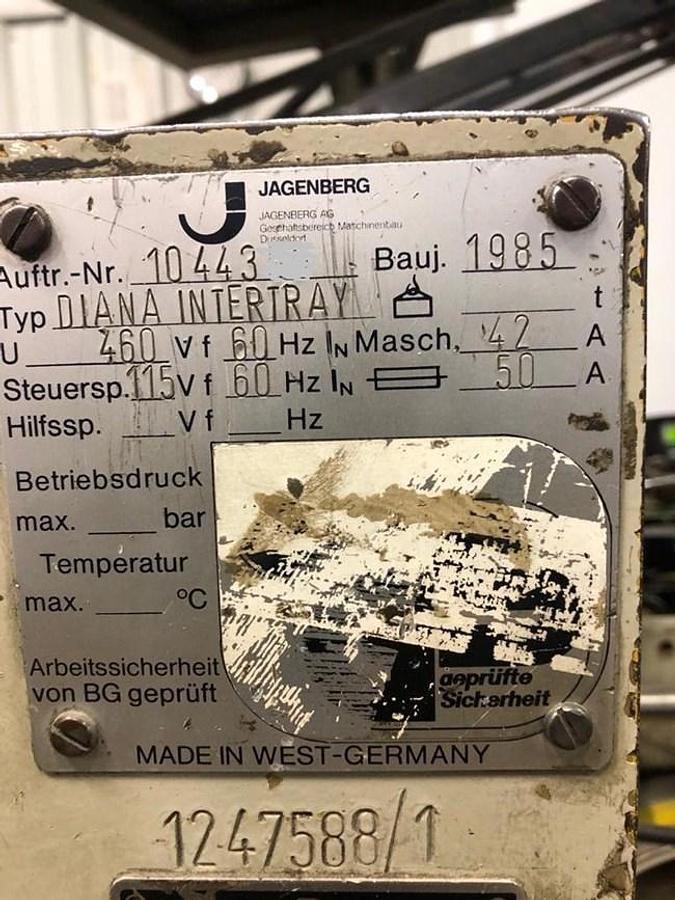 JAGENBERG
JAGENBERG AG
Geschäftsbereich Maschinenbau
Düsseldorf
Auftr.-Nr. 10443 Bauj. 1985
Typ DIANA INTERTRAY t
U 460 V f 60 Hz IN Masch. 42 A
Steuersp. 115 V f 60 Hz IN 50 A
Hilfssp. V f Hz
Betriebsdruck
max. bar
Temperatur
max. °C
Arbeitssicherheit
von BG geprüft
geprüfte
Sicherheit
MADE IN WEST-GERMANY
1247588/1